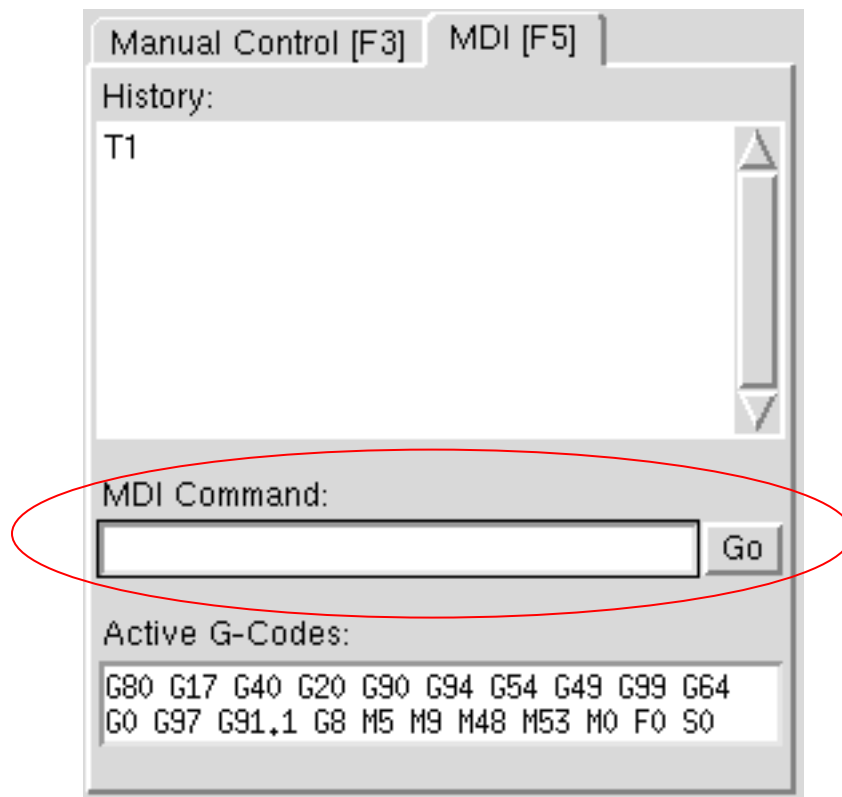 Manual Control [F3] MDI [F5]
History:
T1
MDI Command:
Go
Active G-Codes:
G80 G17 G40 G20 G90 G94 G54 G49 G99 G64
G0 G97 G91.1 G8 M5 M9 M48 M53 M0 F0 S0